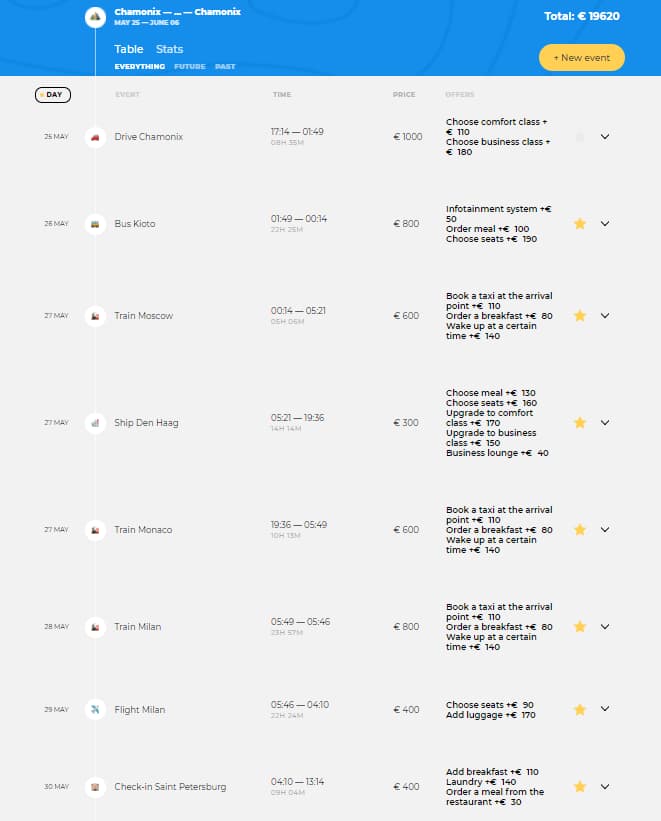 Chamonix — ... — Chamonix
MAY 25 — JUNE 06
Total: € 19620
Table Stats
+ New event
EVERYTHING FUTURE PAST
DAY EVENT TIME PRICE OFFERS
25 MAY Drive Chamonix 17:14 — 01:49 € 1000
08H 35M
Choose comfort class +
€ 110
Choose business class +
€ 180
26 MAY Bus Kioto 01:49 — 00:14 € 800
22H 25M
Infotainment system +€
50
Order meal +€ 100
Choose seats +€ 190
27 MAY Train Moscow 00:14 — 05:21 € 600
05H 06M
Book a taxi at the arrival
point +€ 110
Order a breakfast +€ 80
Wake up at a certain
time +€ 140
27 MAY Ship Den Haag 05:21 — 19:36 € 300
14H 14M
Choose meal +€ 130
Choose seats +€ 160
Upgrade to comfort
class +€ 170
Upgrade to business
class +€ 150
Business lounge +€ 40
27 MAY Train Monaco 19:36 — 05:49 € 600
10H 13M
Book a taxi at the arrival
point +€ 110
Order a breakfast +€ 80
Wake up at a certain
time +€ 140
28 MAY Train Milan 05:49 — 05:46 € 800
23H 57M
Book a taxi at the arrival
point +€ 110
Order a breakfast +€ 80
Wake up at a certain
time +€ 140
29 MAY Flight Milan 05:46 — 04:10 € 400
22H 24M
Choose seats +€ 90
Add luggage +€ 170
30 MAY Check-in Saint Petersburg 04:10 — 13:14 € 400
09H 04M
Add breakfast +€ 110
Laundry +€ 140
Order a meal from the
restaurant +€ 30